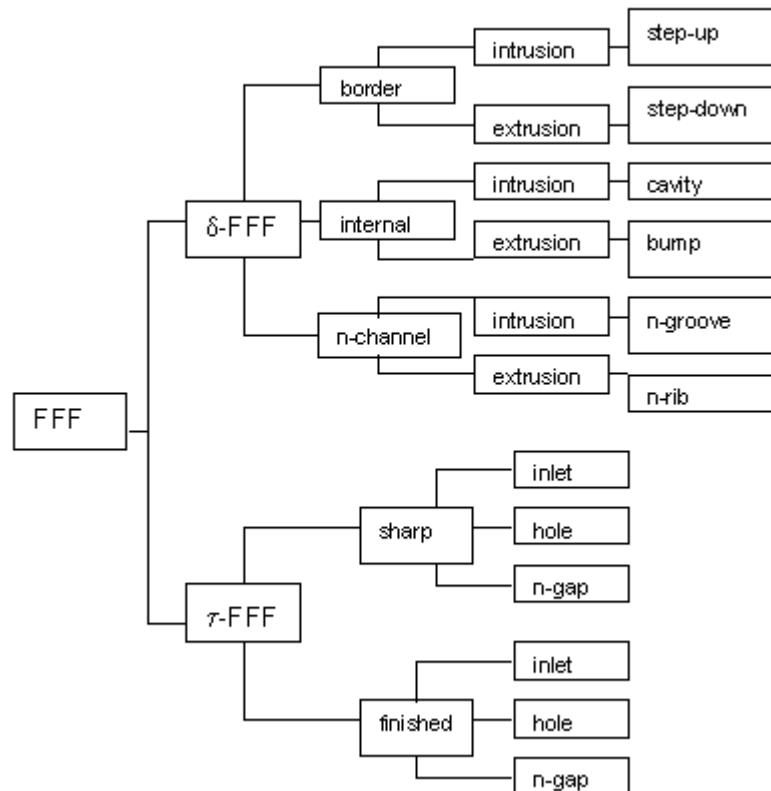 step-up
intrusion
border
step-down
extrusion
intrusion
cavity
δ-FFF
internal
extrusion
bump
intrusion
n-groove
n-channel
extrusion
n-rib
FFF
inlet
sharp
hole
n-gap
τ-FFF
inlet
finished
hole
n-gap